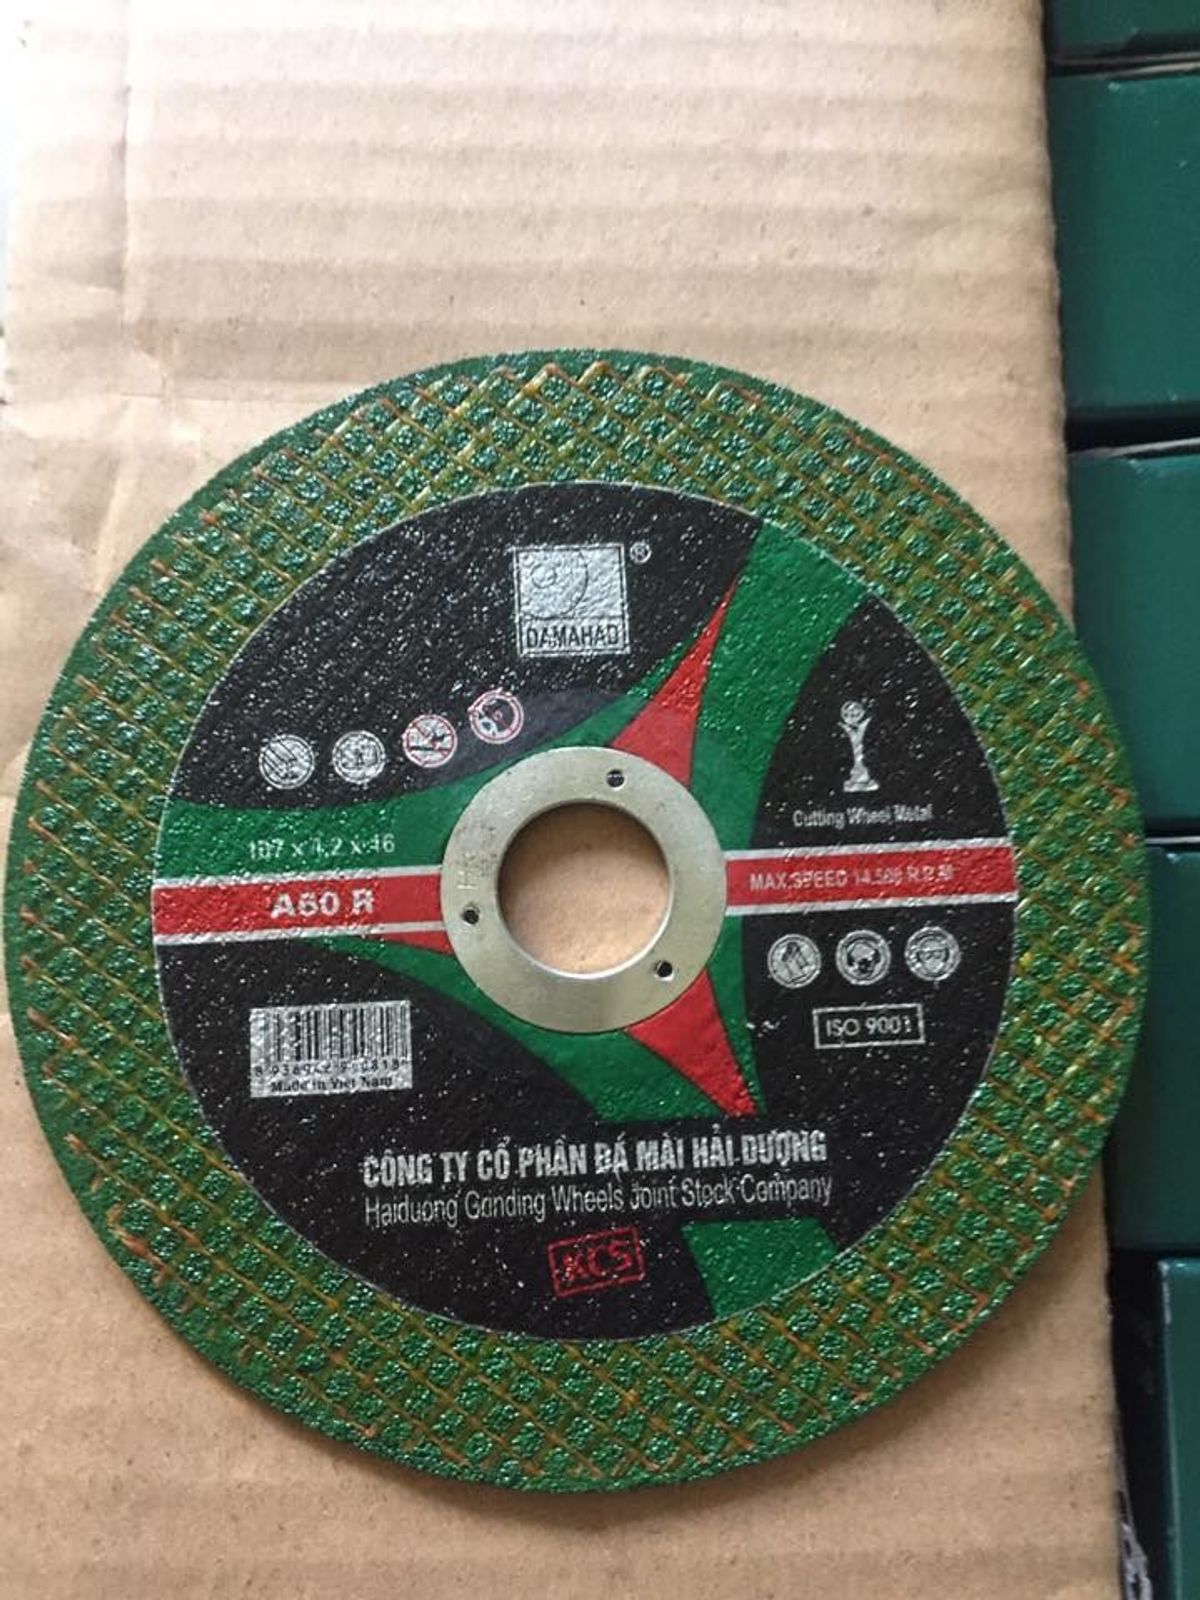 ®
DAMAHAD
Cutting Wheel Metal
107 x 1,2 x 16
A60 R
MAX.SPEED 14.500 R.P.M
ISO 9001
Made in Viet Nam
CÔNG TY CỔ PHẦN ĐÁ MÀI HẢI DƯƠNG
Haiduong Grinding Wheels Joint Stock Company
KCS